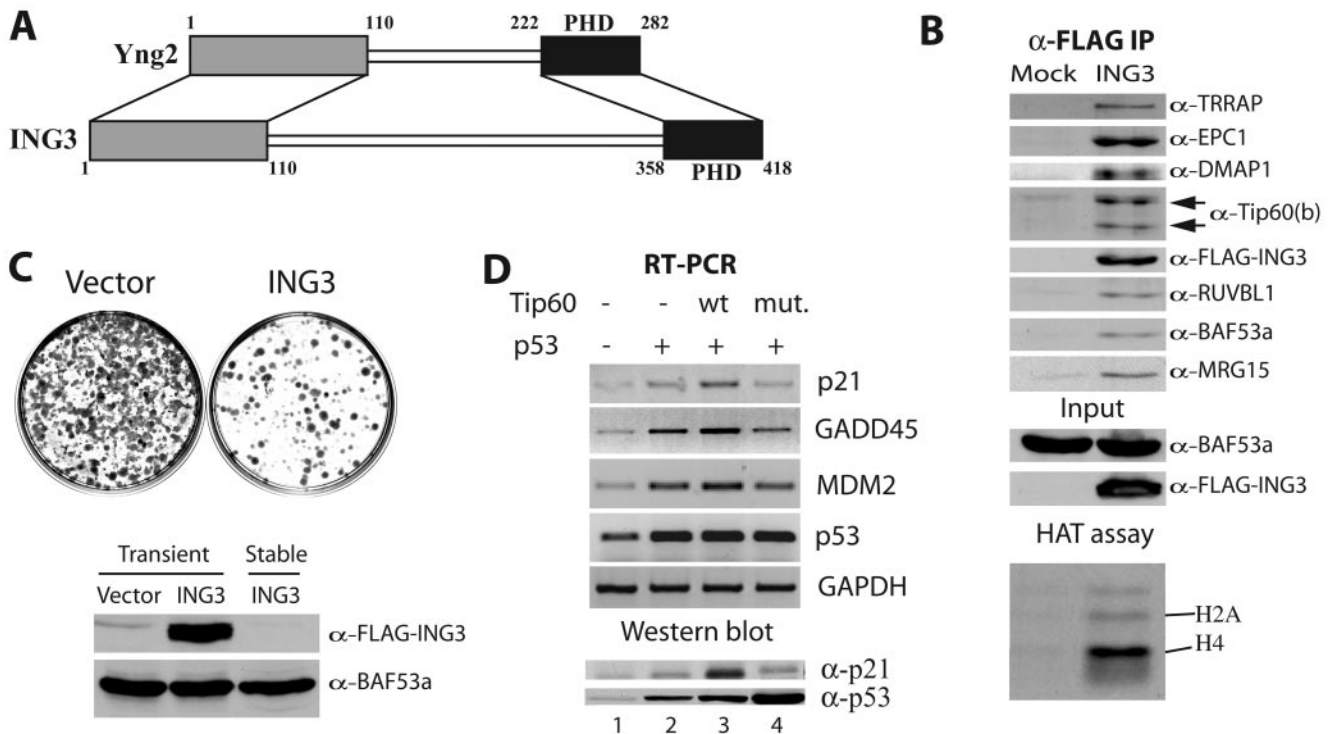 A
1 110 222 PHD 282
Yng2
ING3
1 110 358 PHD 418
B
α-FLAG IP
Mock ING3
α-TRRAP
α-EPC1
α-DMAP1
α-Tip60(b)
α-FLAG-ING3
α-RUVBL1
α-BAF53a
α-MRG15
Input
α-BAF53a
α-FLAG-ING3
HAT assay
H2A
H4
C
Vector ING3
Transient Stable
Vector ING3 ING3
α-FLAG-ING3
α-BAF53a
D
RT-PCR
Tip60 - - wt mut.
p53 - + + +
p21
GADD45
MDM2
p53
GAPDH
Western blot
α-p21
α-p53
1 2 3 4